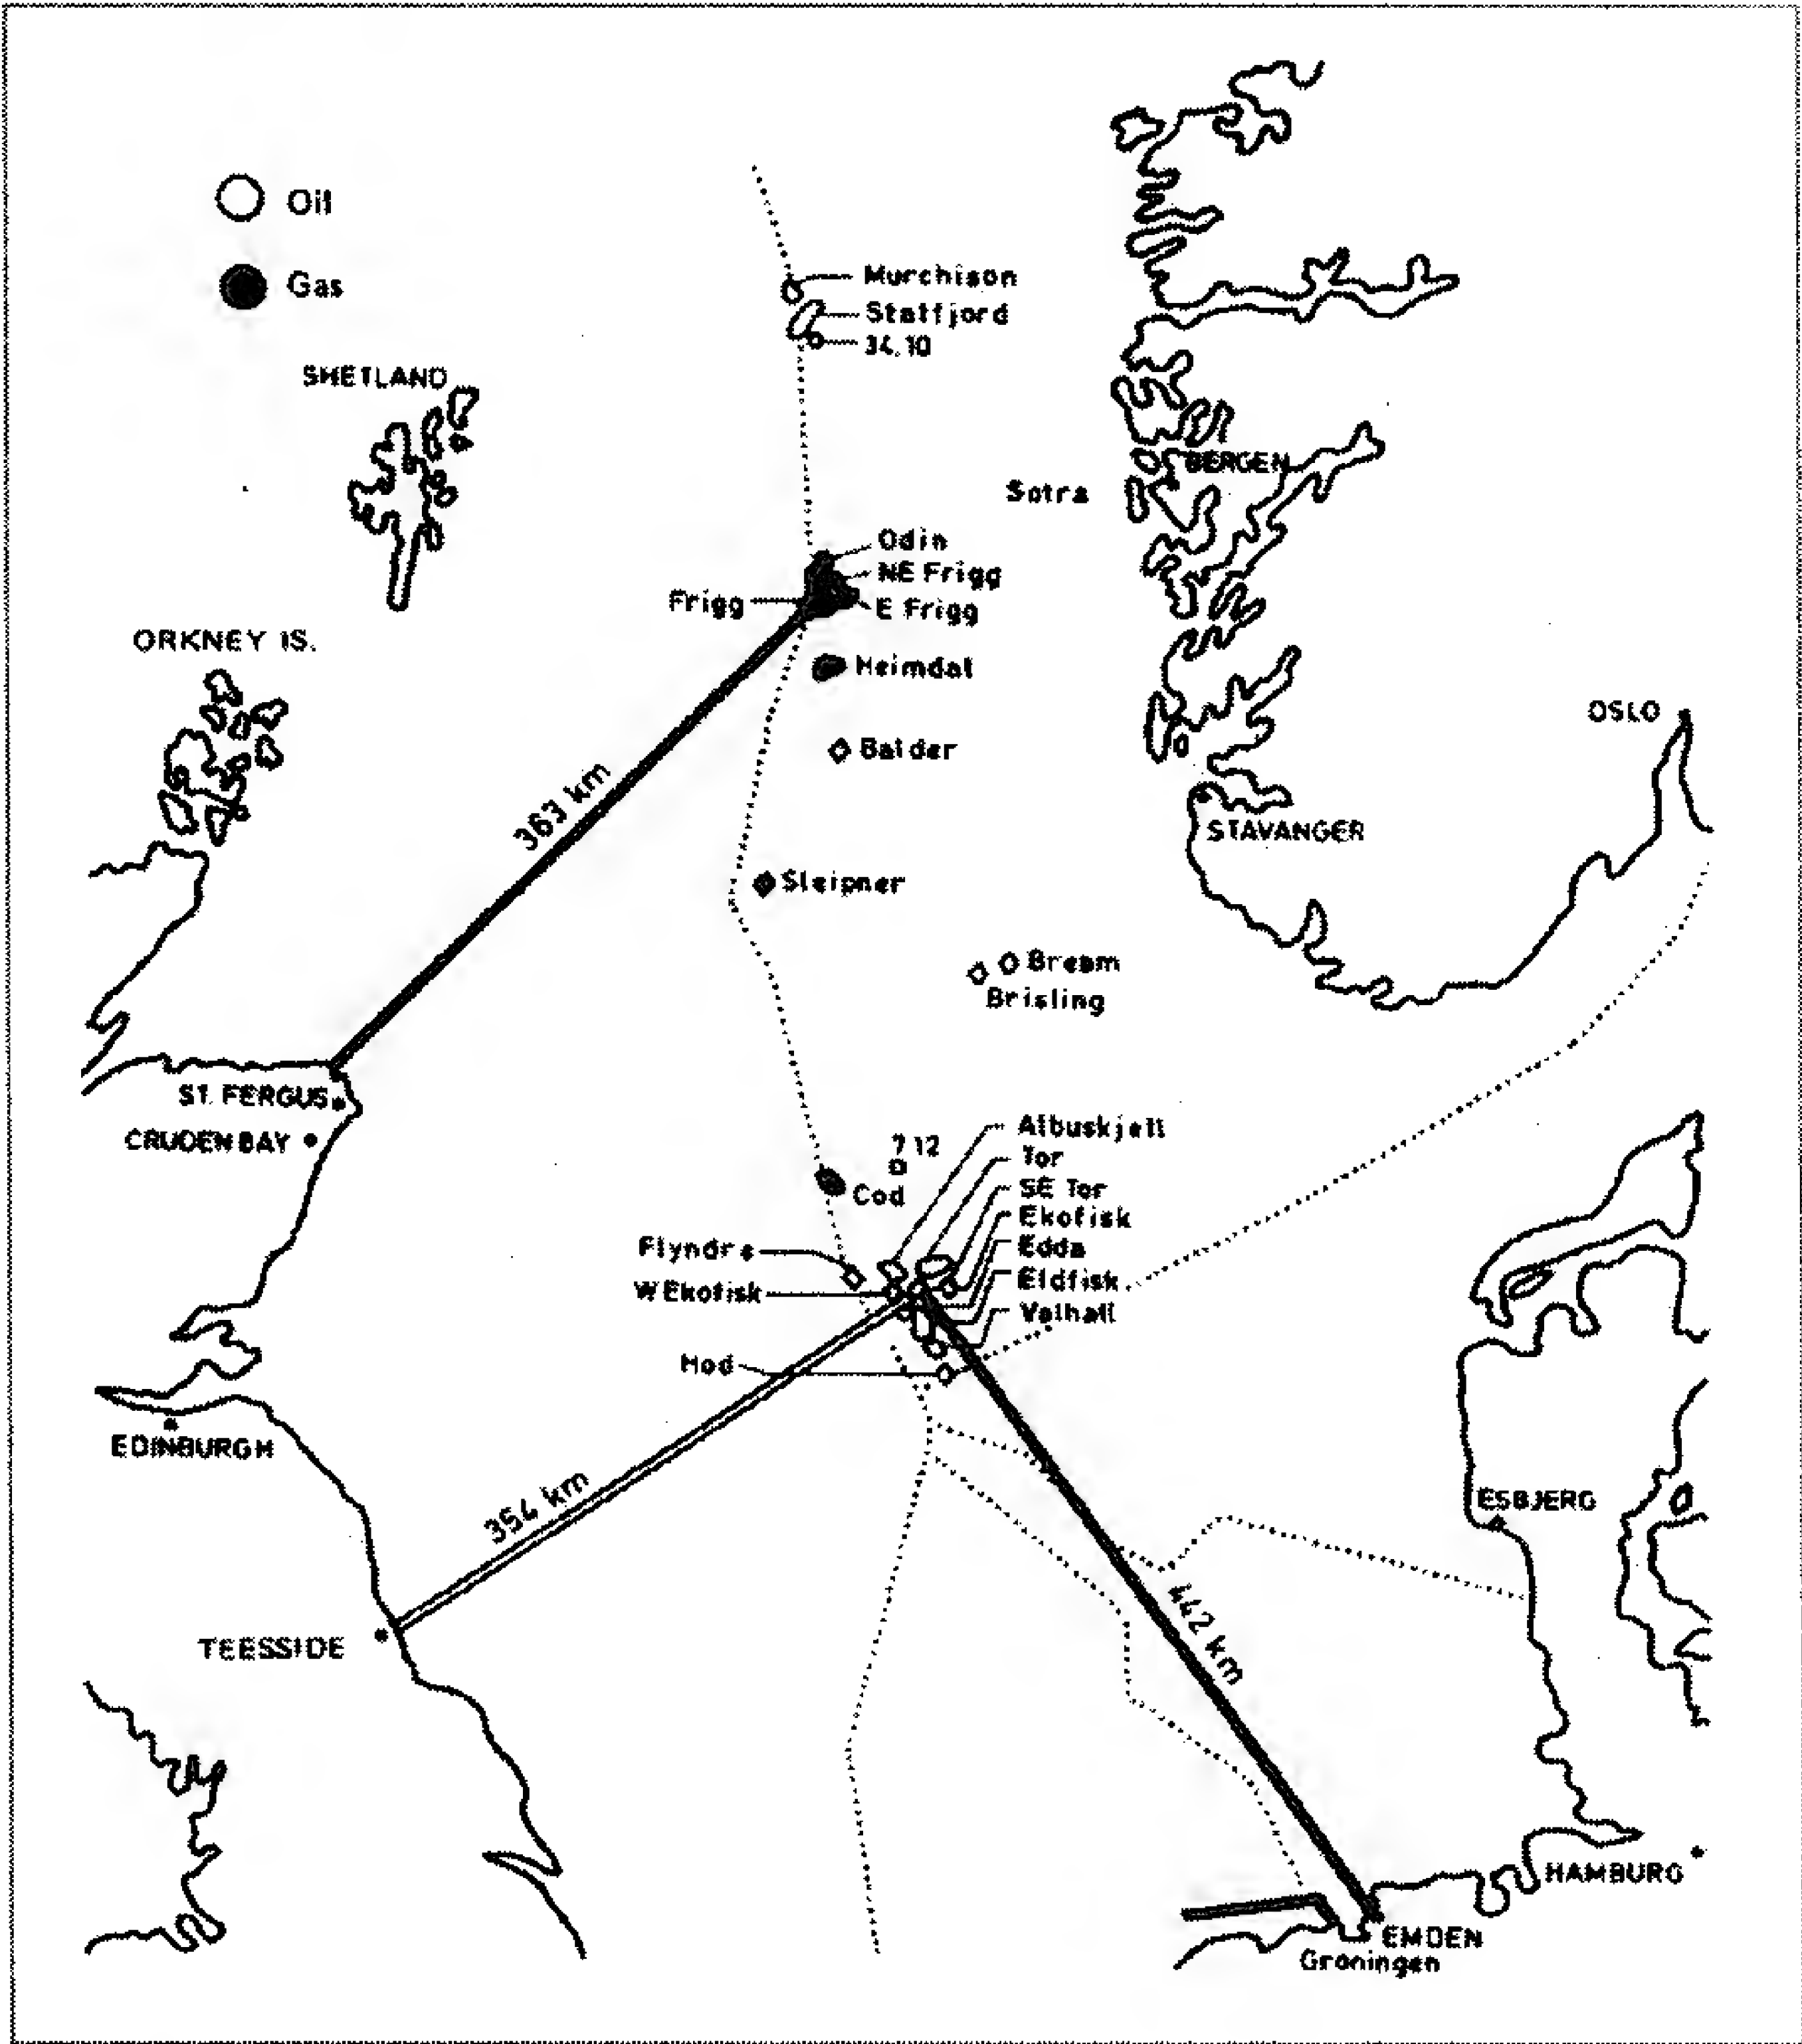 Oil
Gas
Murchison
Statfjord
34.10
SHETLAND
BERGEN
Sotra
Odin
NE Frigg
Frigg
E Frigg
ORKNEY IS.
Heimdal
OSLO
Balder
363 km
STAVANGER
Sleipner
Bream
Brisling
ST. FERGUS
CRUDEN BAY
7 12
Albuskjell
Tor
Cod
SE Tor
Ekofisk
Flyndre
Edda
W Ekofisk
Eldfisk
Valhall
Hod
EDINBURGH
354 km
ESBJERG
442 km
TEESSIDE
HAMBURG
EMDEN
Groningen